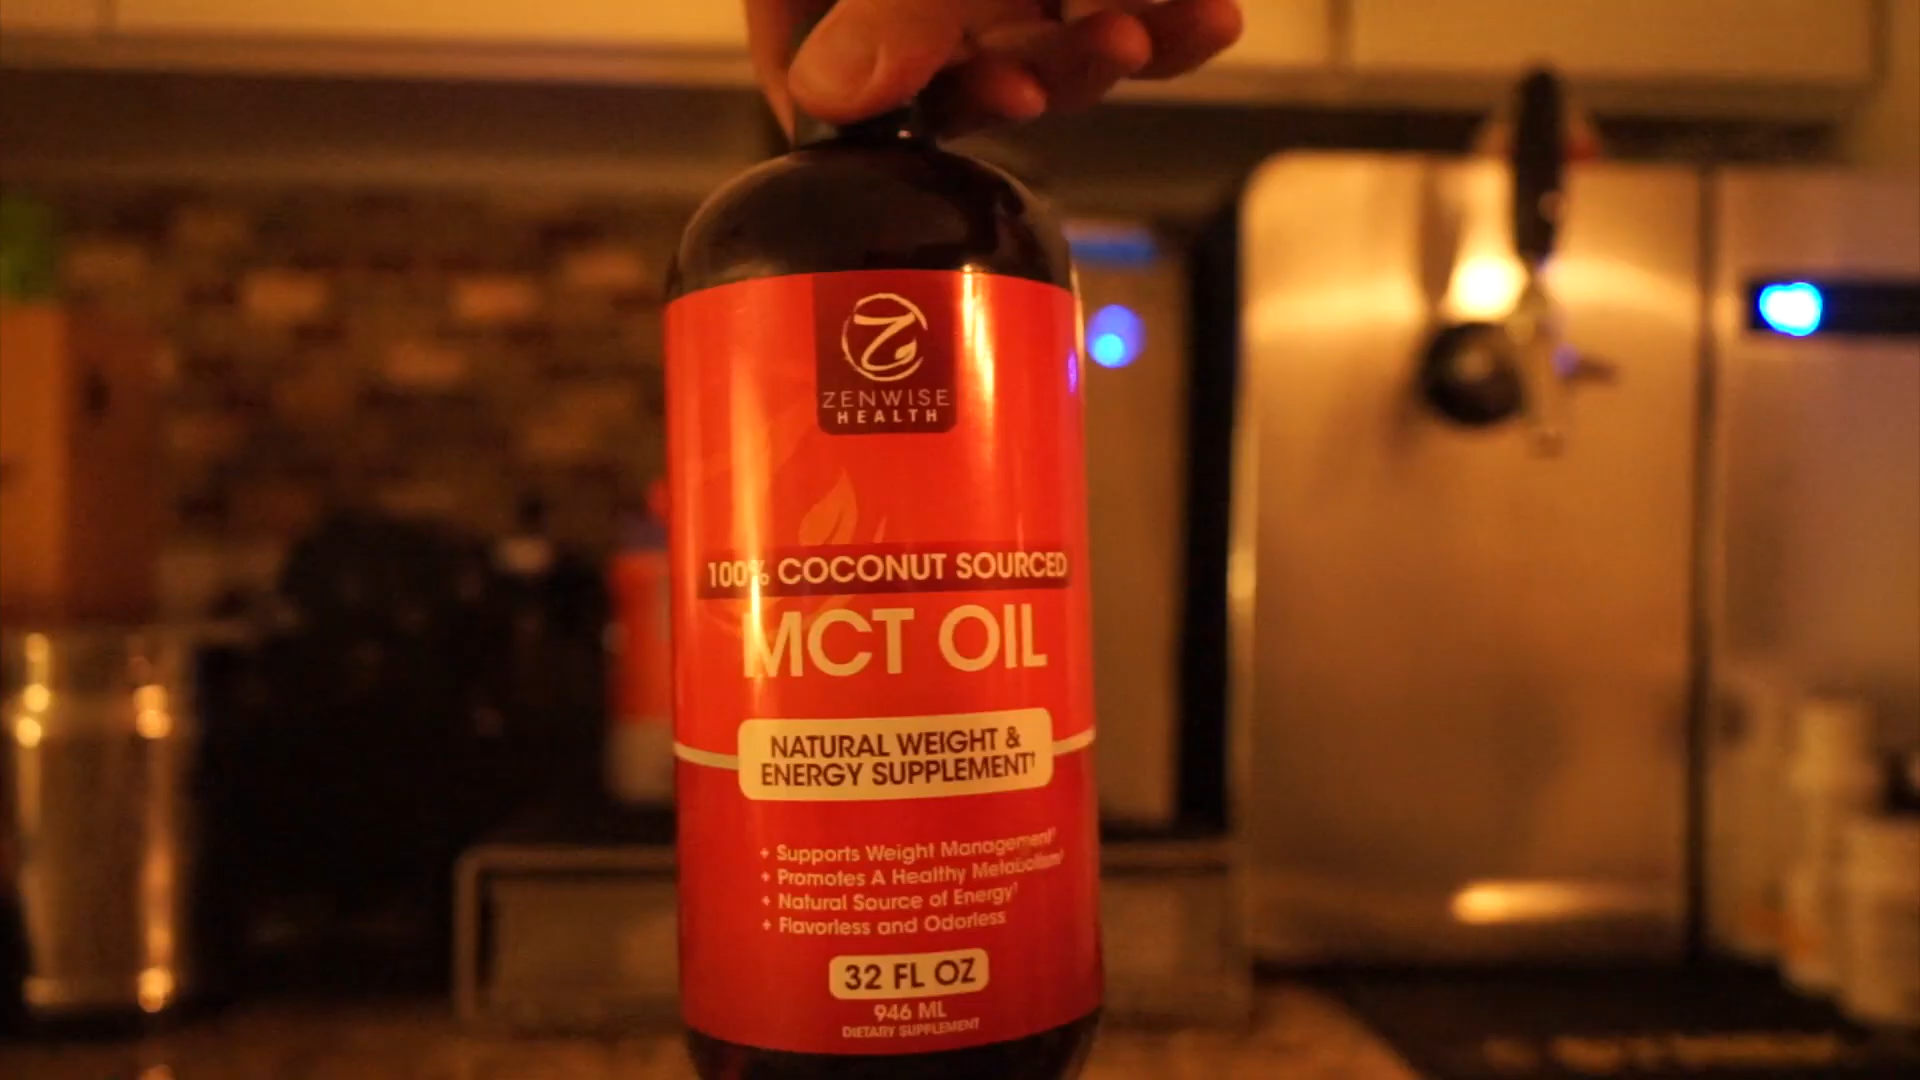 ZENWISE
HEALTH
100% COCONUT SOURCED
MCT OIL
NATURAL WEIGHT &
ENERGY SUPPLEMENT†
+ Supports Weight Management†
+ Promotes A Healthy Metabolism†
+ Natural Source of Energy†
+ Flavorless and Odorless
32 FL OZ
946 ML
DIETARY SUPPLEMENT